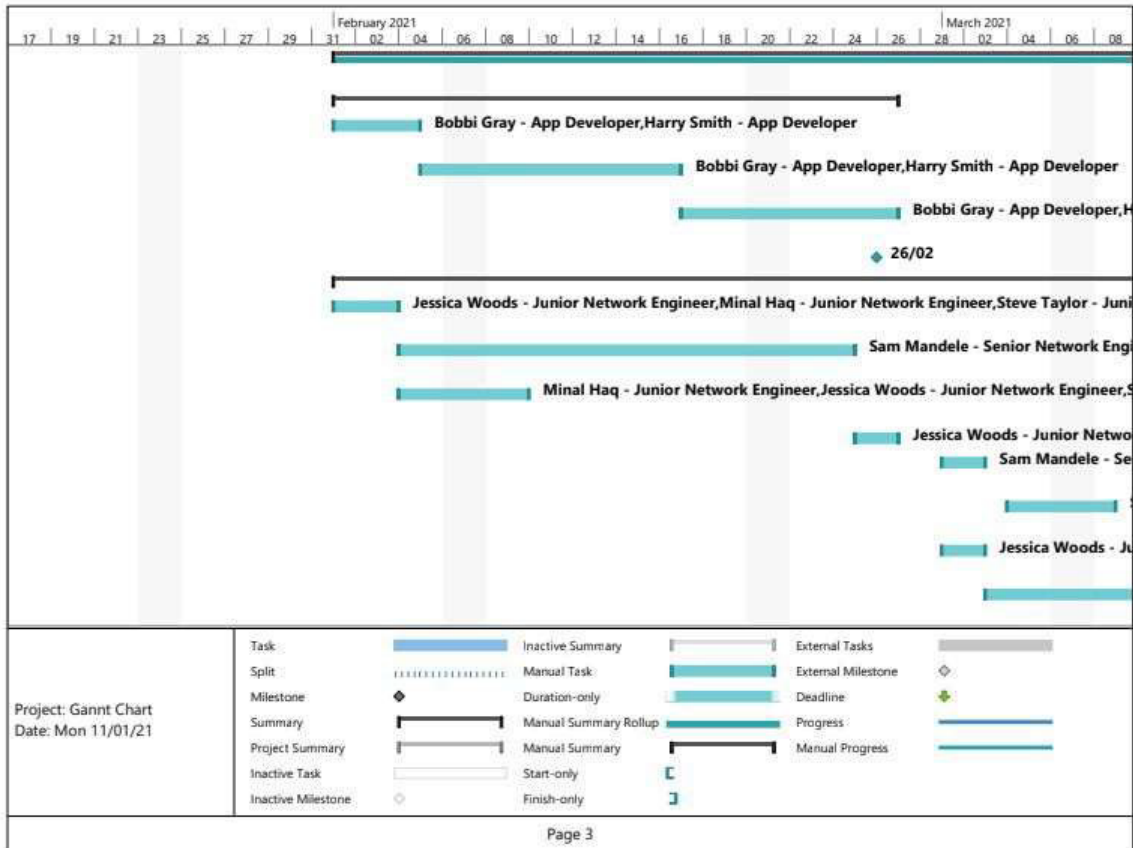 February 2021 March 2021
17 19 21 23 25 27 29 31 02 04 06 08 10 12 14 16 18 20 22 24 26 28 02 04 06 08
Bobbi Gray - App Developer,Harry Smith - App Developer
Bobbi Gray - App Developer,Harry Smith - App Developer
Bobbi Gray - App Developer,H
26/02
Jessica Woods - Junior Network Engineer,Minal Haq - Junior Network Engineer,Steve Taylor - Juni
Sam Mandele - Senior Network Engi
Minal Haq - Junior Network Engineer,Jessica Woods - Junior Network Engineer,S
Jessica Woods - Junior Netwo
Sam Mandele - Se
Jessica Woods - Ju
Project: Gannt Chart
Date: Mon 11/01/21
Task Inactive Summary External Tasks
Split Manual Task External Milestone
Milestone Duration-only Deadline
Summary Manual Summary Rollup Progress
Project Summary Manual Summary Manual Progress
Inactive Task Start-only
Inactive Milestone Finish-only
Page 3